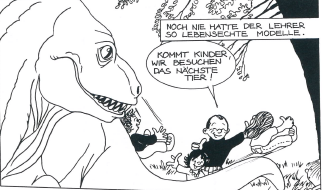 NOCH NIE HATTE DER LEHRER
SO LEBENSECHTE MODELLE.
KOMMT KINDER,
WIR BESUCHEN
DAS NÄCHSTE
TIER!